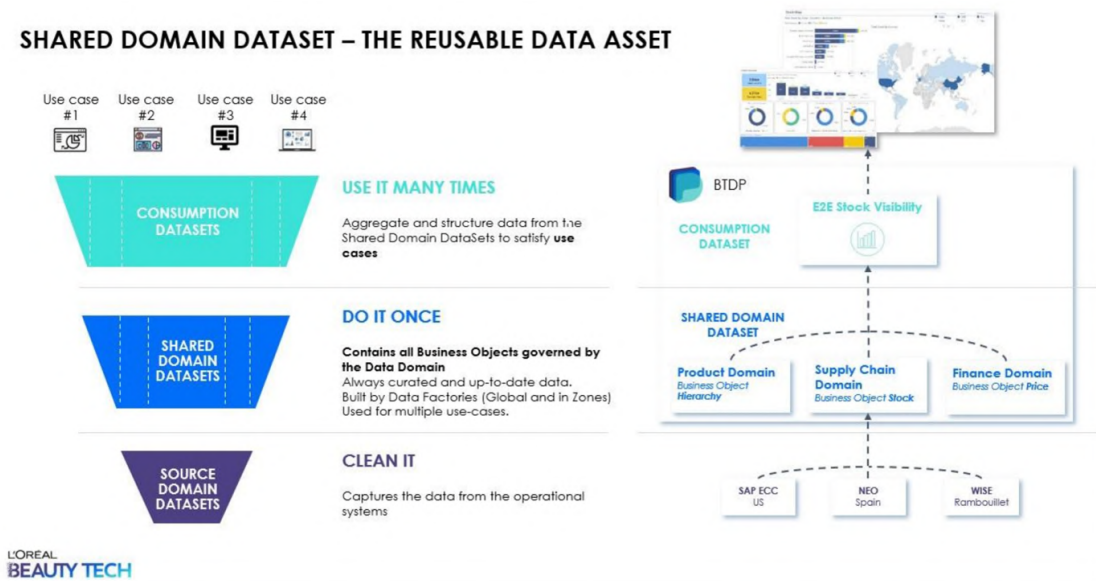 SHARED DOMAIN DATASET – THE REUSABLE DATA ASSET
Use case
#1
Use case
#2
Use case
#3
Use case
#4
CONSUMPTION
DATASETS
USE IT MANY TIMES
Aggregate and structure data from the
Shared Domain DataSets to satisfy use
cases
SHARED
DOMAIN
DATASETS
DO IT ONCE
Contains all Business Objects governed by
the Data Domain
Always curated and up-to-date data.
Built by Data Factories (Global and in Zones)
Used for multiple use-cases.
SOURCE
DOMAIN
DATASETS
CLEAN IT
Captures the data from the operational
systems
BTDP
CONSUMPTION
DATASET
E2E Stock Visibility
SHARED DOMAIN
DATASET
Product Domain
Business Object
Hierarchy
Supply Chain
Domain
Business Object Stock
Finance Domain
Business Object Price
SAP ECC
US
NEO
Spain
WISE
Rambouillet
L'ORÉAL
BEAUTY TECH